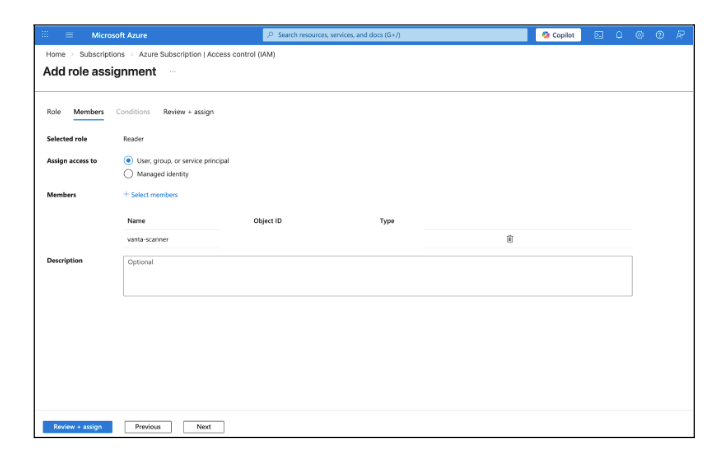 Microsoft Azure
Search resources, services, and docs (G+/)
Copilot
Home > Subscriptions > Azure Subscription | Access control (IAM)
Add role assignment ...
Role Members Conditions Review + assign
Selected role Reader
Assign access to User, group, or service principal
Managed identity
Members + Select members
Name Object ID Type
vanta-scanner
Description Optional
Review + assign Previous Next